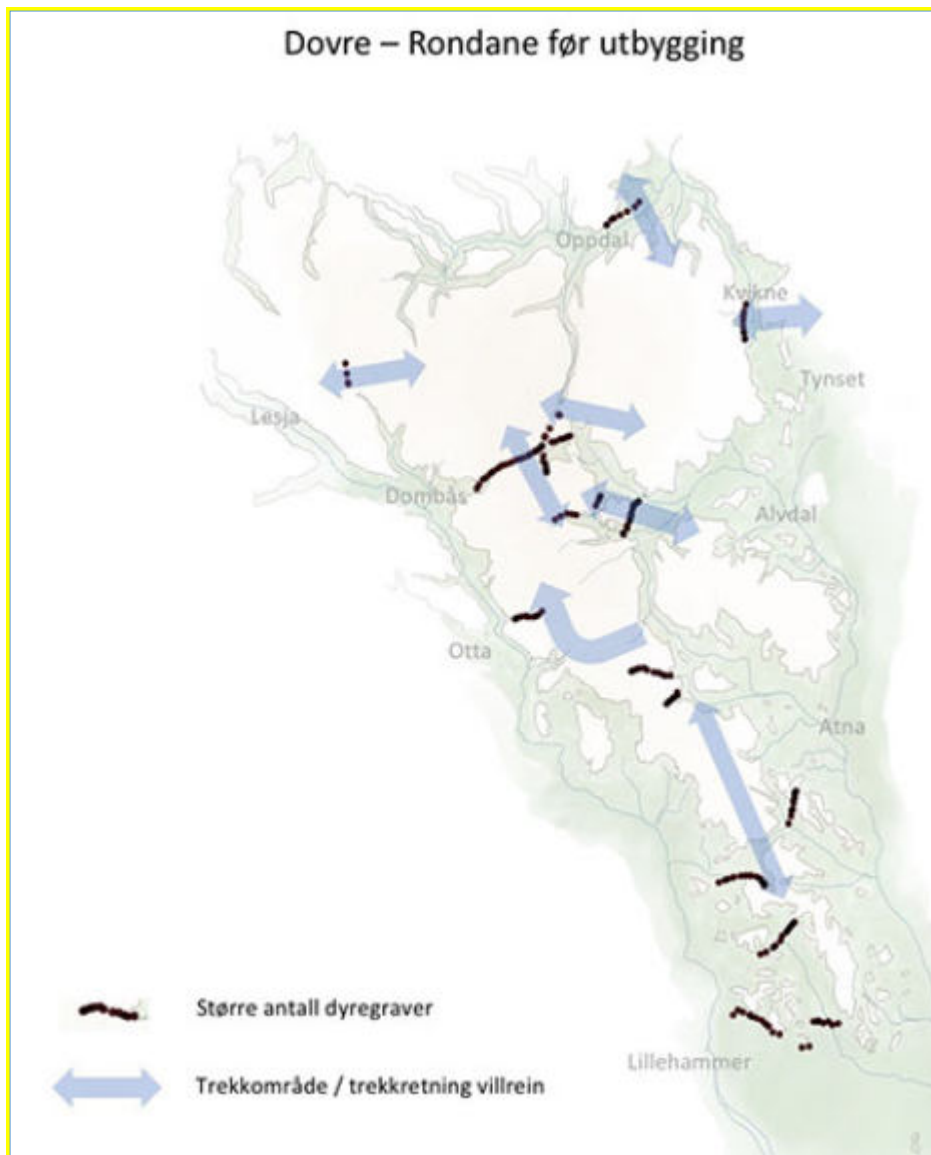 Dovre – Rondane før utbygging
Oppdal
Kvikne
Tynset
Lesja
Dombås
Alvdal
Otta
Atna
Større antall dyregraver
Lillehammer
Trekkområde / trekkretning villrein